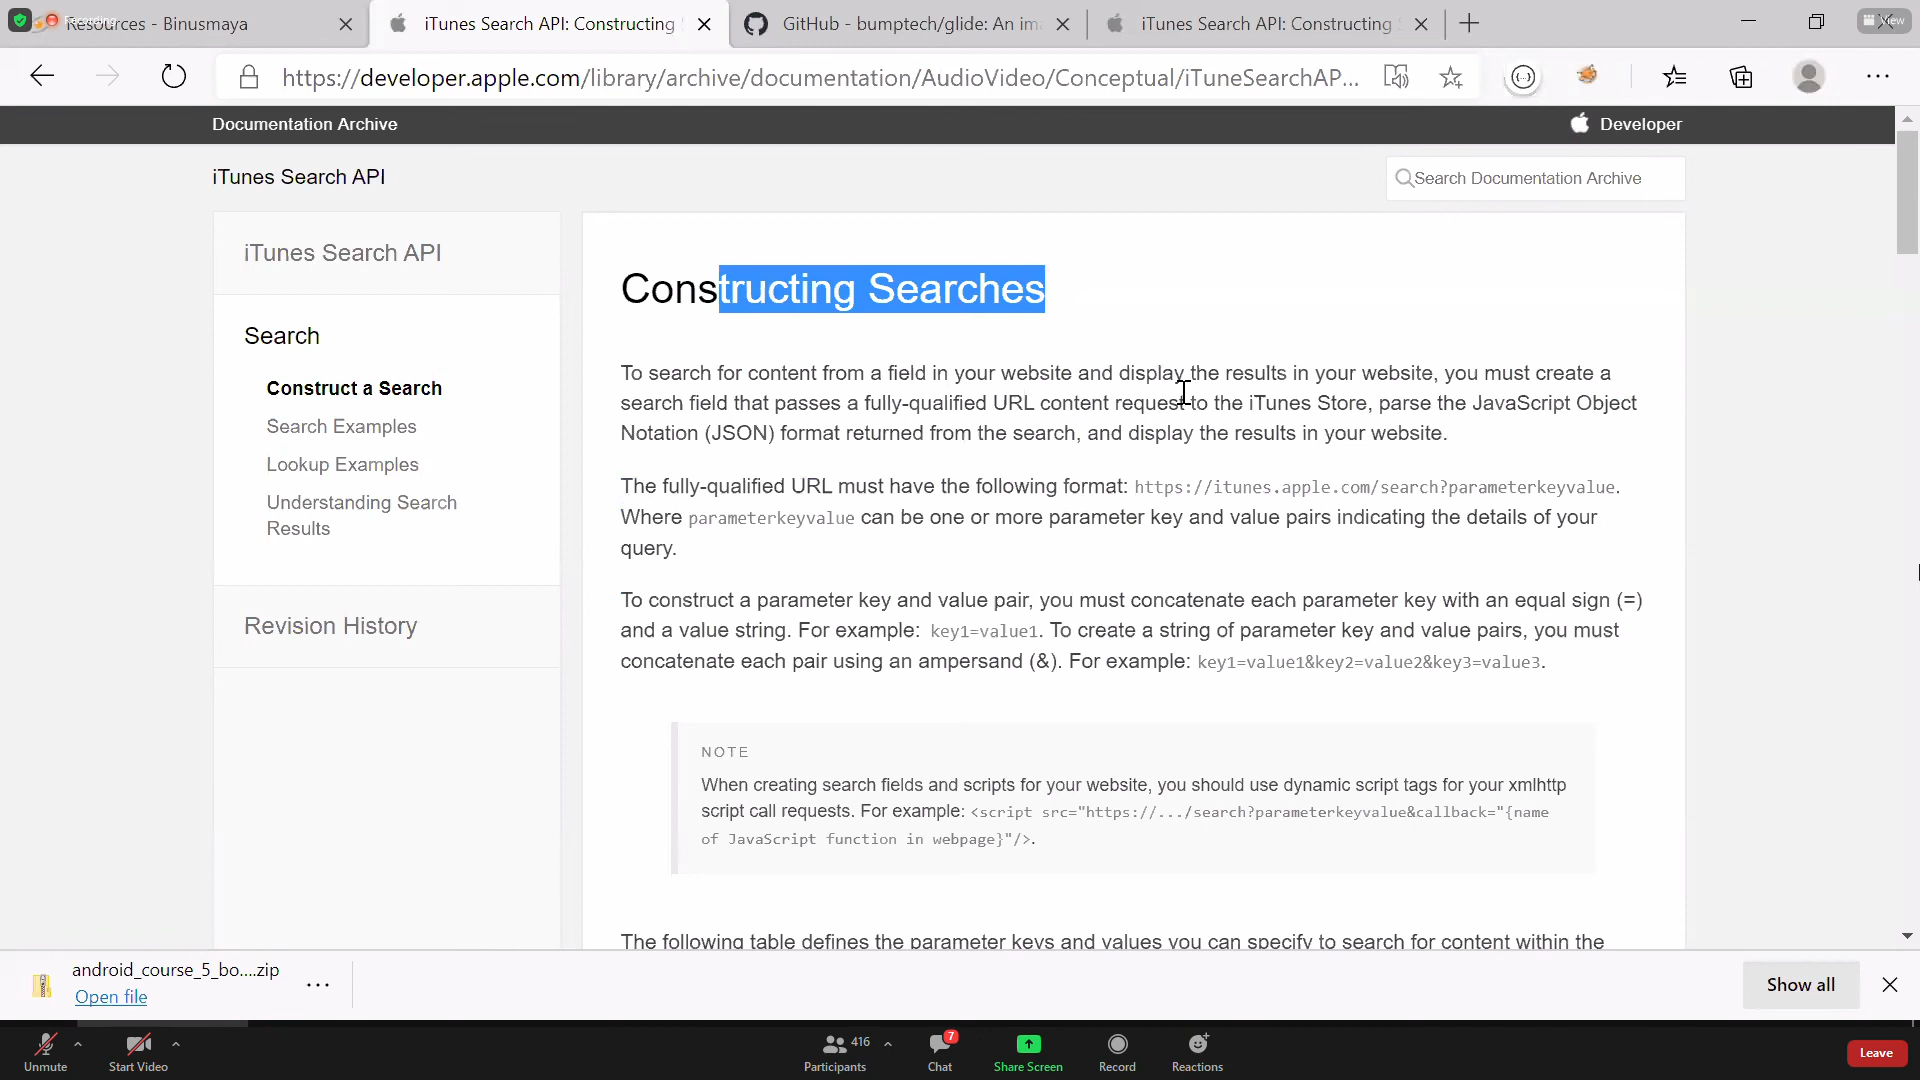 Resources - Binusmaya
iTunes Search API: Constructing
GitHub - bumptech/glide: An im
iTunes Search API: Constructing S
View
https://developer.apple.com/library/archive/documentation/AudioVideo/Conceptual/iTuneSearchAP...
Documentation Archive
Developer
iTunes Search API
Search Documentation Archive
iTunes Search API
Search
Construct a Search
Search Examples
Lookup Examples
Understanding Search
Results
Revision History
Constructing Searches
To search for content from a field in your website and display the results in your website, you must create a
search field that passes a fully-qualified URL content request to the iTunes Store, parse the JavaScript Object
Notation (JSON) format returned from the search, and display the results in your website.
The fully-qualified URL must have the following format: https://itunes.apple.com/search?parameterkeyvalue.
Where parameterkeyvalue can be one or more parameter key and value pairs indicating the details of your
query.
To construct a parameter key and value pair, you must concatenate each parameter key with an equal sign (=)
and a value string. For example: key1=value1. To create a string of parameter key and value pairs, you must
concatenate each pair using an ampersand (&). For example: key1=value1&key2=value2&key3=value3.
NOTE
When creating search fields and scripts for your website, you should use dynamic script tags for your xmlhttp
script call requests. For example: <script src="https://.../search?parameterkeyvalue&callback="{name
of JavaScript function in webpage}"/>.
The following table defines the parameter keys and values you can specify to search for content within the
android_course_5_bo....zip
Open file
Show all
Unmute
Start Video
416
Participants
7
Chat
Share Screen
Record
Reactions
Leave